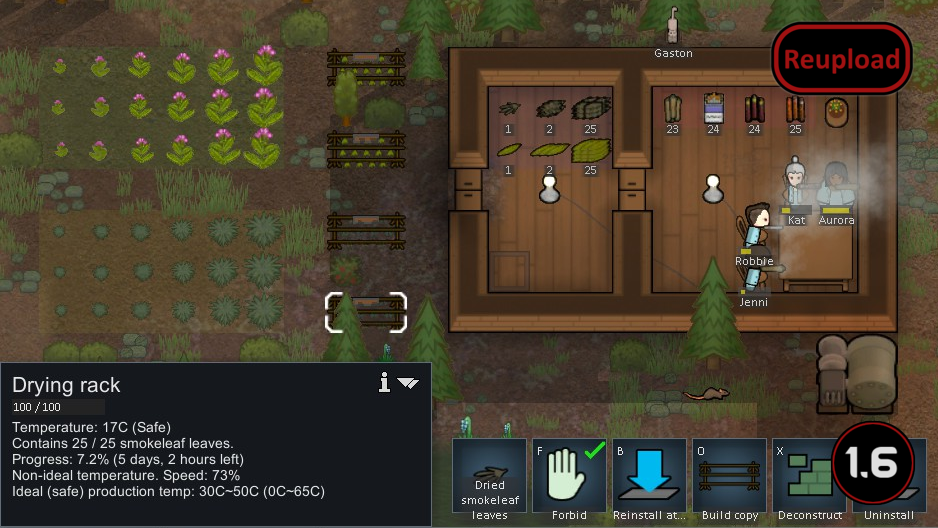 Gaston
Reupload
1 2 25
23 24 24 25
1 2 25
Kat Aurora
Robbie
Jenni
Drying rack
100 / 100
Temperature: 17C (Safe)
Contains 25 / 25 smokeleaf leaves.
Progress: 7.2% (5 days, 2 hours left)
Non-ideal temperature. Speed: 73%
Ideal (safe) production temp: 30C~50C (0C~65C)
Dried
smokeleaf
leaves
F
Forbid
B
Reinstall at...
O
Build copy
X
Deconstruct
Uninstall
1.6